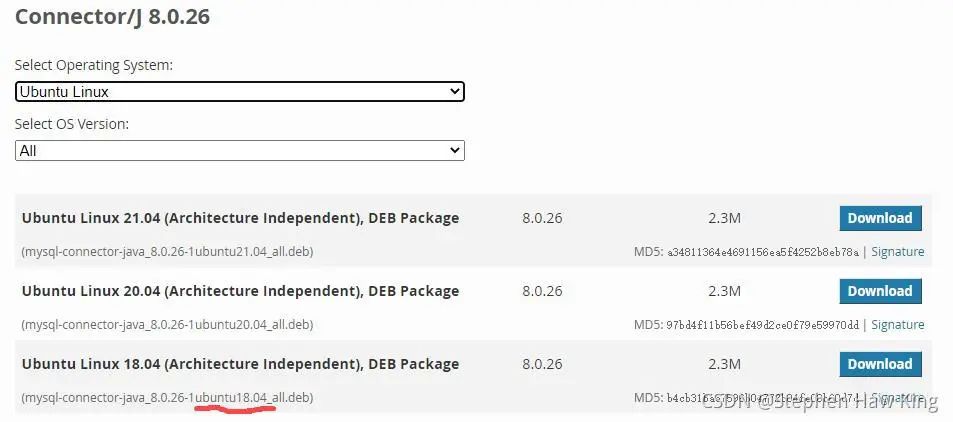 Connector/J 8.0.26
Select Operating System:
Ubuntu Linux
Select OS Version:
All
Ubuntu Linux 21.04 (Architecture Independent), DEB Package 8.0.26 2.3M Download
(mysql-connector-java_8.0.26-1ubuntu21.04_all.deb) MD5: a34811364e4691156ea5f4252b8eb78a | Signature
Ubuntu Linux 20.04 (Architecture Independent), DEB Package 8.0.26 2.3M Download
(mysql-connector-java_8.0.26-1ubuntu20.04_all.deb) MD5: 97bd4f11b56bef49d2ce0f79e59970dd | Signature
Ubuntu Linux 18.04 (Architecture Independent), DEB Package 8.0.26 2.3M Download
(mysql-connector-java_8.0.26-1ubuntu18.04_all.deb) MD5: | Signature
CSDN @Stephen Haw King